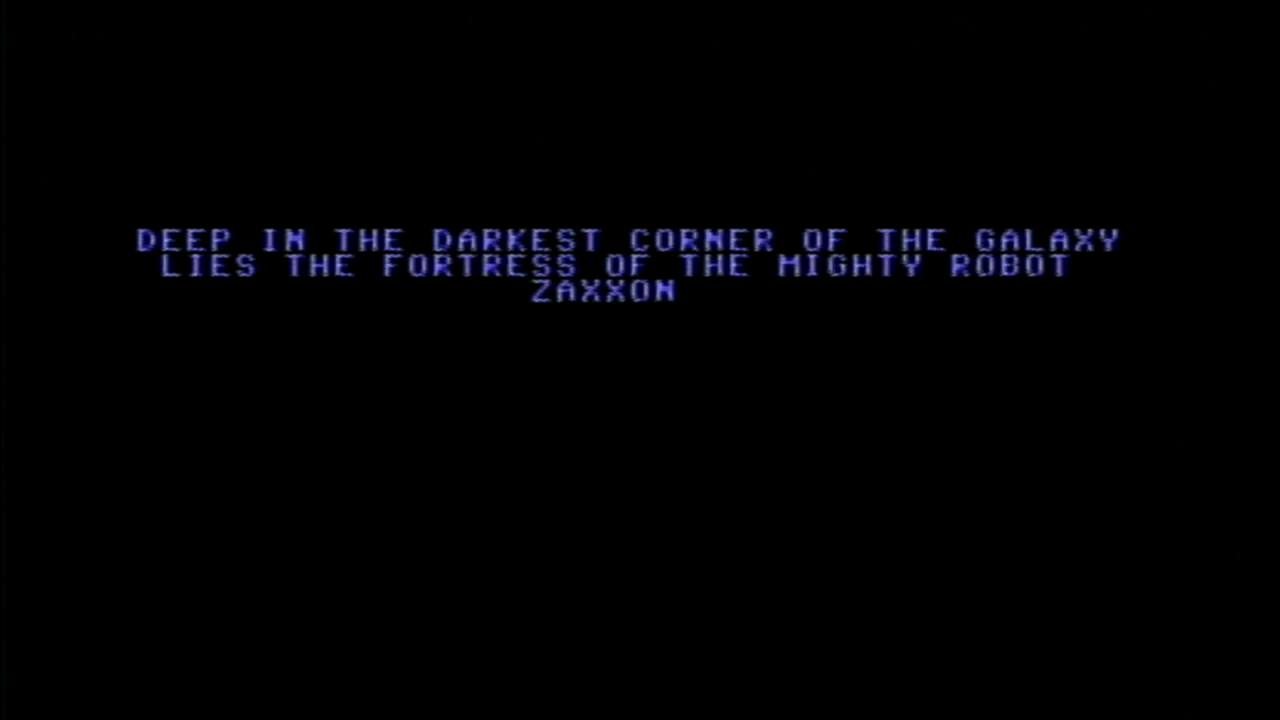 DEEP IN THE DARKEST CORNER OF THE GALAXY
LIES THE FORTRESS OF THE MIGHTY ROBOT
ZAXXON